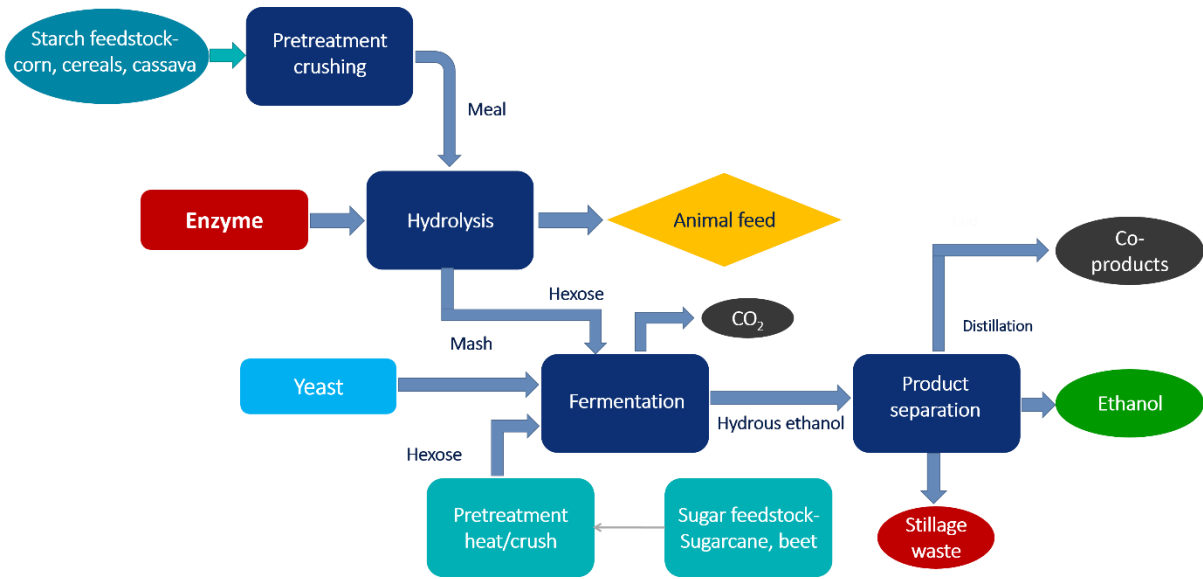 Starch feedstock-
corn, cereals, cassava
Pretreatment
crushing
Meal
Enzyme
Hydrolysis
Animal feed
Co-
products
Hexose
CO₂
Mash
Distillation
Yeast
Fermentation
Product
separation
Ethanol
Hydrous ethanol
Hexose
Pretreatment
heat/crush
Sugar feedstock-
Sugarcane, beet
Stillage
waste